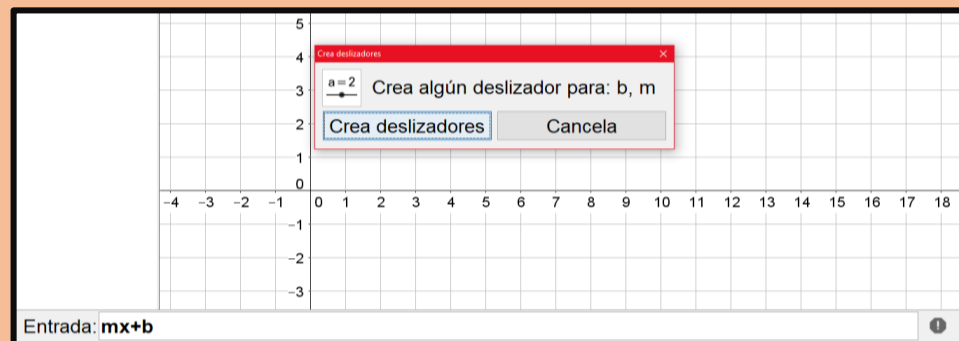 5
Crea deslizadores
4
a=2
Crea algún deslizador para: b, m
3
Crea deslizadores Cancela
2
1
0
-4 -3 -2 -1 0 1 2 3 4 5 6 7 8 9 10 11 12 13 14 15 16 17 18
-1
-2
-3
Entrada: mx+b